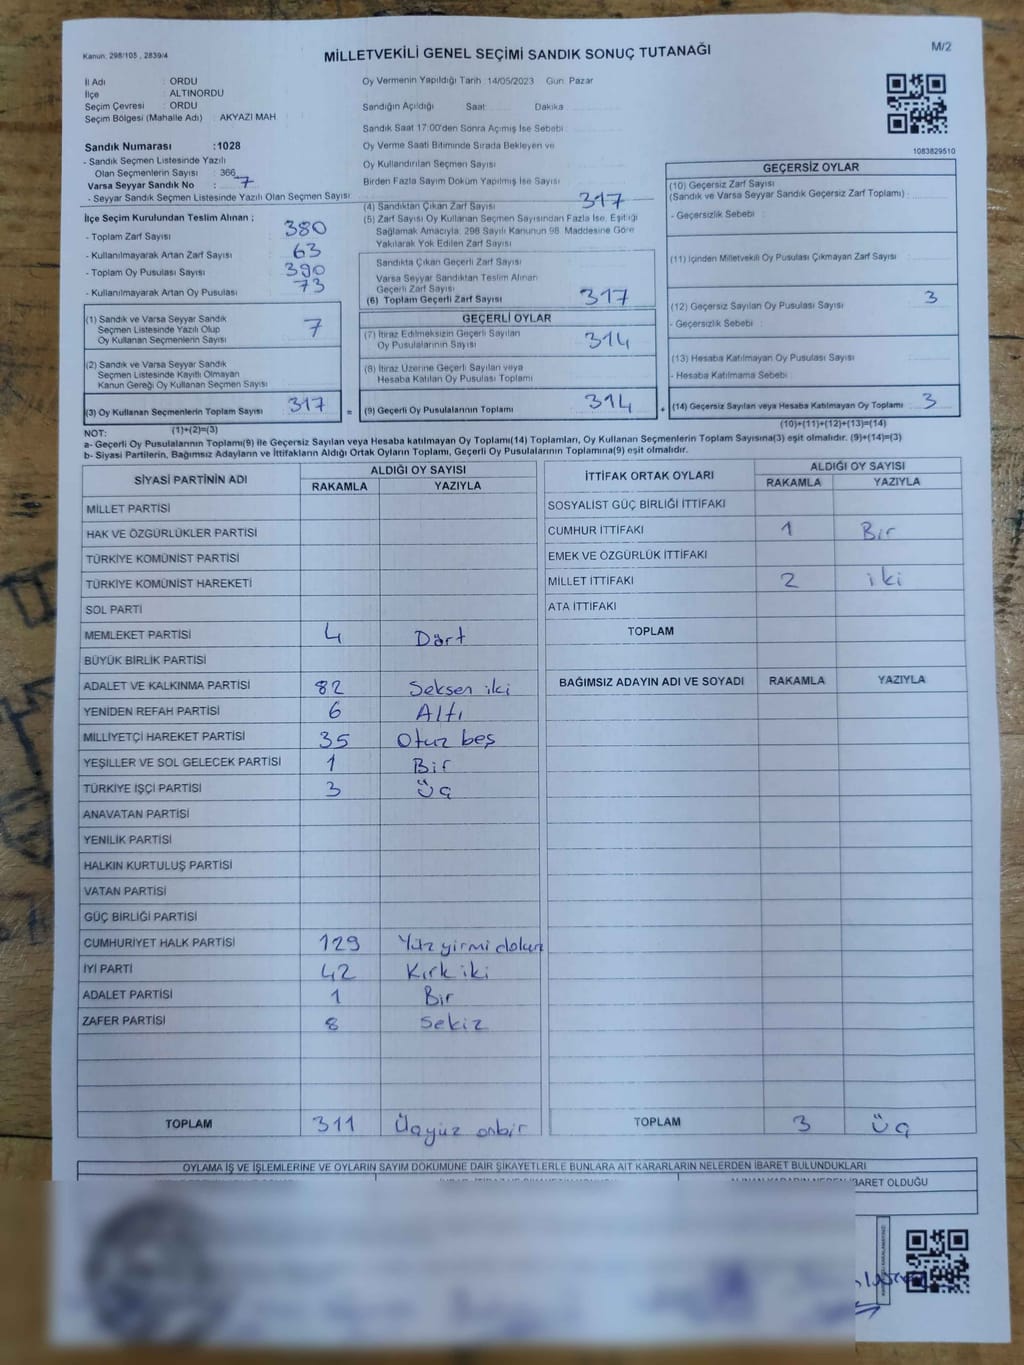 Kanun, 298/105 , 2839/4
MİLLETVEKİLİ GENEL SEÇİMİ SANDIK SONUÇ TUTANAĞI
M/2
İl Adı : ORDU
İlçe : ALTINORDU
Seçim Çevresi : ORDU
Seçim Bölgesi (Mahalle Adı) : AKYAZI MAH
Sandık Numarası :1028
- Sandık Seçmen Listesinde Yazılı
Olan Seçmenlerin Sayısı : 366
Varsa Seyyar Sandık No : 7
- Seyyar Sandık Seçmen Listesinde Yazılı Olan Seçmen Sayısı
İlçe Seçim Kurulundan Teslim Alınan ;
- Toplam Zarf Sayısı 380
- Kullanılmayarak Artan Zarf Sayısı 63
- Toplam Oy Pusulası Sayısı 390
- Kullanılmayarak Artan Oy Pusulası 73
(1) Sandık ve Varsa Seyyar Sandık
Seçmen Listesinde Yazılı Olup
Oy Kullanan Seçmenlerin Sayısı 7
(2) Sandık ve Varsa Seyyar Sandık
Seçmen Listesinde Kayıtlı Olmayan
Kanun Gereği Oy Kullanan Seçmen Sayısı
(3) Oy Kullanan Seçmenlerin Toplam Sayısı 317 =
(1)+(2)=(3)
Oy Vermenin Yapıldığı Tarih 14/05/2023 Gün: Pazar
Sandığın Açıldığı Saat Dakika
Sandık Saat 17:00'den Sonra Açmış İse Sebebi
Oy Verme Saati Bitiminde Sırada Bekleyen ve
Oy Kullandırılan Seçmen Sayısı
Birden Fazla Sayım Döküm Yapılmış İse Sayısı
(4) Sandıktan Çıkan Zarf Sayısı 317
(5) Zarf Sayısı Oy Kullanan Seçmen Sayısından Fazla İse, Eşitliği
Sağlamak Amacıyla, 298 Sayılı Kanunun 98. Maddesine Göre
Yakılarak Yok Edilen Zarf Sayısı
Sandıkta Çıkan Geçerli Zarf Sayısı
Varsa Seyyar Sandıktan Teslim Alınan
Geçerli Zarf Sayısı
(6) Toplam Geçerli Zarf Sayısı 317
GEÇERLİ OYLAR
(7) İtiraz Edilmeksizin Geçerli Sayılan
Oy Pusulalarının Sayısı 314
(8) İtiraz Üzerine Geçerli Sayılan veya
Hesaba Katılan Oy Pusulası Toplamı
(9) Geçerli Oy Pusulalarının Toplamı 314 +
1083829510
GEÇERSİZ OYLAR
(10) Geçersiz Zarf Sayısı
(Sandık ve Varsa Seyyar Sandık Geçersiz Zarf Toplamı) :
- Geçersizlik Sebebi :
(11) İçinden Milletvekili Oy Pusulası Çıkmayan Zarf Sayısı
(12) Geçersiz Sayılan Oy Pusulası Sayısı 3
- Geçersizlik Sebebi :
(13) Hesaba Katılmayan Oy Pusulası Sayısı
- Hesaba Katılmama Sebebi :
(14) Geçersiz Sayılan veya Hesaba Katılmayan Oy Toplamı 3
(10)+(11)+(12)+(13)=(14)
NOT:
a- Geçerli Oy Pusulalarının Toplamı(9) ile Geçersiz Sayılan veya Hesaba katılmayan Oy Toplamı(14) Toplamları, Oy Kullanan Seçmenlerin Toplam Sayısına(3) eşit olmalıdır. (9)+(14)=(3)
b- Siyasi Partilerin, Bağımsız Adayların ve İttifakların Aldığı Ortak Oyların Toplamı, Geçerli Oy Pusulalarının Toplamına(9) eşit olmalıdır.
SİYASİ PARTİNİN ADI ALDIĞI OY SAYISI
RAKAMLA YAZIYLA
MİLLET PARTİSİ
HAK VE ÖZGÜRLÜKLER PARTİSİ
TÜRKİYE KOMÜNİST PARTİSİ
TÜRKİYE KOMÜNİST HAREKETİ
SOL PARTİ
MEMLEKET PARTİSİ 4 Dört
BÜYÜK BİRLİK PARTİSİ
ADALET VE KALKINMA PARTİSİ 82 Seksen iki
YENİDEN REFAH PARTİSİ 6 Altı
MİLLİYETÇİ HAREKET PARTİSİ 35 Otuz beş
YEŞİLLER VE SOL GELECEK PARTİSİ 1 Bir
TÜRKİYE İŞÇİ PARTİSİ 3 Üç
ANAVATAN PARTİSİ
YENİLİK PARTİSİ
HALKIN KURTULUŞ PARTİSİ
VATAN PARTİSİ
GÜÇ BİRLİĞİ PARTİSİ
CUMHURİYET HALK PARTİSİ 129 Yüz yirmi dokuz
İYİ PARTİ 42 Kırk iki
ADALET PARTİSİ 1 Bir
ZAFER PARTİSİ 8 Sekiz
TOPLAM 311 Üçyüz onbir
İTTİFAK ORTAK OYLARI ALDIĞI OY SAYISI
RAKAMLA YAZIYLA
SOSYALİST GÜÇ BİRLİĞİ İTTİFAKI
CUMHUR İTTİFAKI 1 Bir
EMEK VE ÖZGÜRLÜK İTTİFAKI
MİLLET İTTİFAKI 2 iki
ATA İTTİFAKI
TOPLAM
BAĞIMSIZ ADAYIN ADI VE SOYADI RAKAMLA YAZIYLA
TOPLAM 3 Üç
OYLAMA İŞ VE İŞLEMLERİNE VE OYLARIN SAYIM DÖKÜMÜNE DAİR ŞİKAYETLERLE BUNLARA AİT KARARLARIN NELERDEN İBARET BULUNDUKLARI
İBARET OLDUĞU